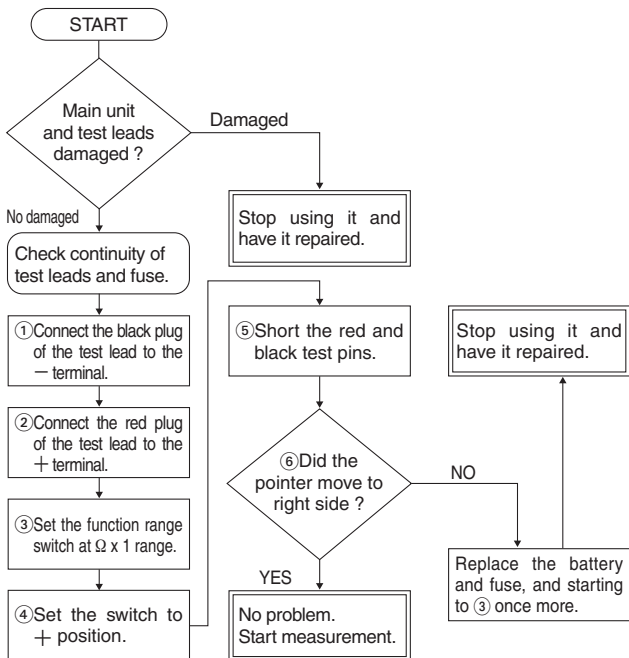 START
Main unit
and test leads
damaged ?
Damaged
Stop using it and
have it repaired.
No damaged
Check continuity of
test leads and fuse.
①Connect the black plug
of the test lead to the
− terminal.
②Connect the red plug
of the test lead to the
+ terminal.
③Set the function range
switch at Ω x 1 range.
④Set the switch to
+ position.
⑤Short the red and
black test pins.
⑥Did the
pointer move to
right side ?
YES
No problem.
Start measurement.
NO
Replace the battery
and fuse, and starting
to ③ once more.
Stop using it and
have it repaired.